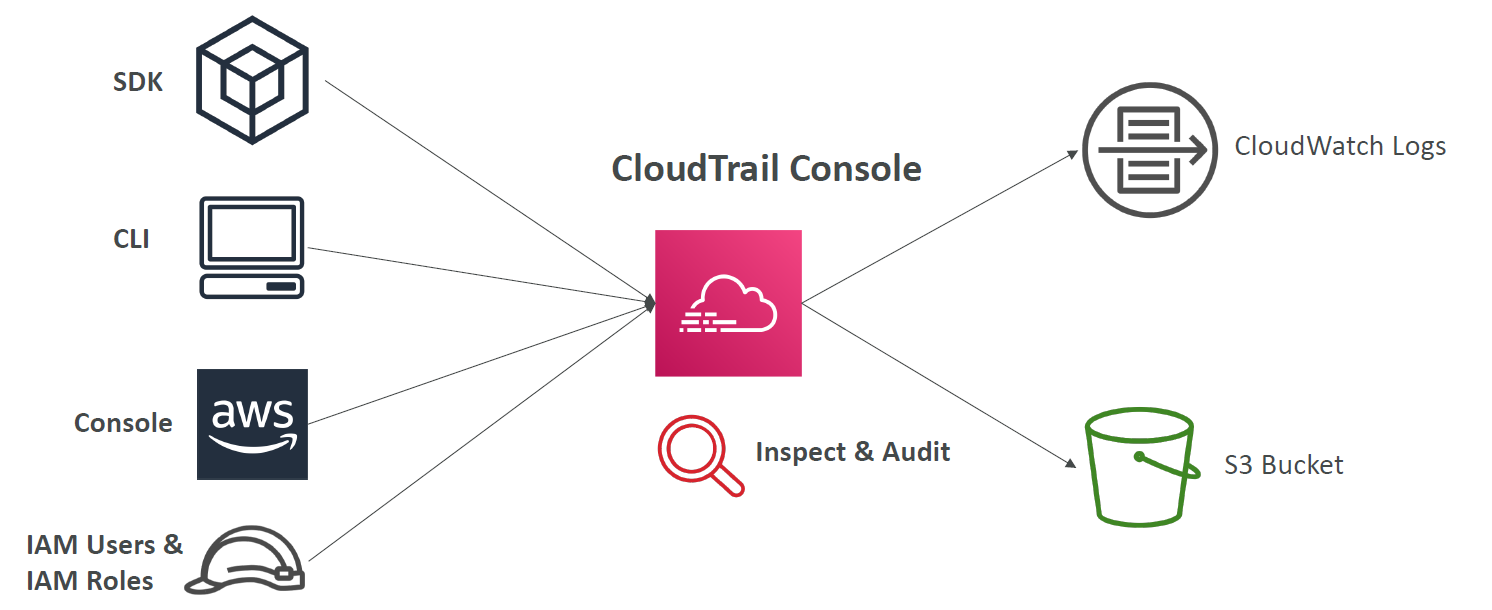 SDK
CLI
Console
aws
IAM Users &
IAM Roles
CloudTrail Console
Inspect & Audit
CloudWatch Logs
S3 Bucket